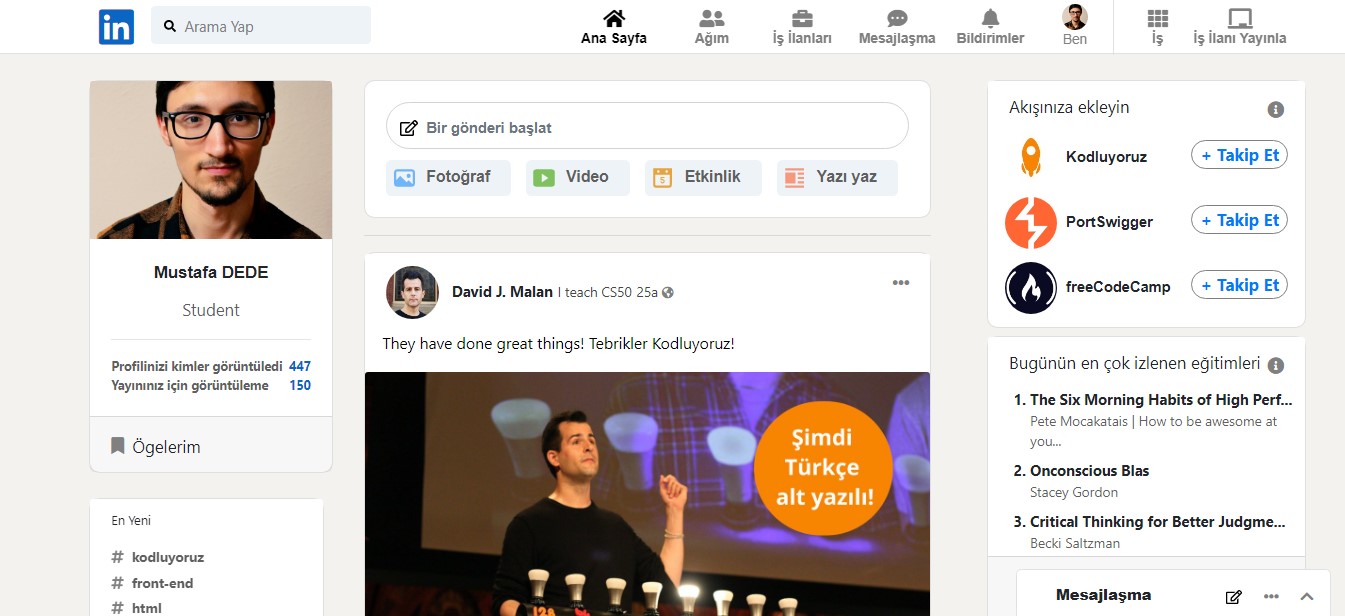 in
Arama Yap
Ana Sayfa
Ağım
İş İlanları
Mesajlaşma
Bildirimler
Ben
İş
İş İlanı Yayınla
Mustafa DEDE
Student
Profilinizi kimler görüntüledi 447
Yayınınız için görüntüleme 150
Ögelerim
En Yeni
# kodluyoruz
# front-end
# html
Bir gönderi başlat
Fotoğraf
Video
5
Etkinlik
Yazı yaz
David J. Malan I teach CS50 25a
They have done great things! Tebrikler Kodluyoruz!
Şimdi
Türkçe
alt yazılı!
128
Akışınıza ekleyin
Kodluyoruz
+ Takip Et
PortSwigger
+ Takip Et
freeCodeCamp
+ Takip Et
Bugünün en çok izlenen eğitimleri
1. The Six Morning Habits of High Perf...
Pete Mocakatais | How to be awesome at
you...
2. Onconscious Blas
Stacey Gordon
3. Critical Thinking for Better Judgme...
Becki Saltzman
Mesajlaşma